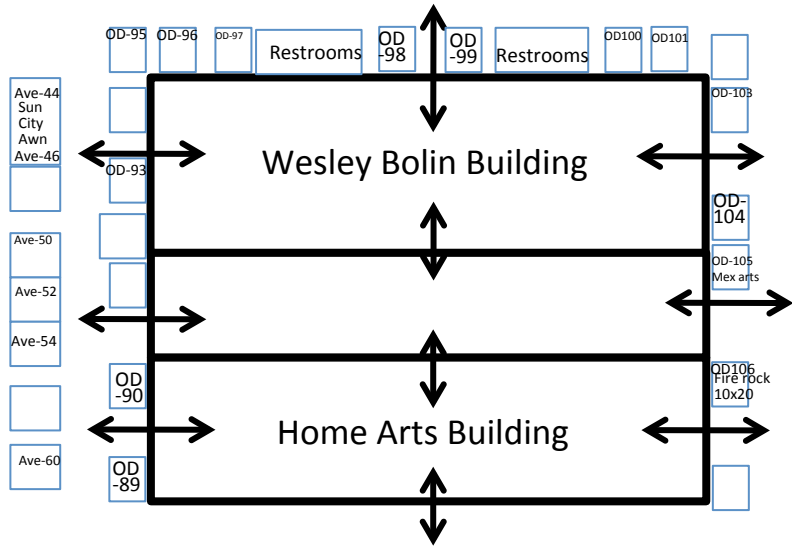 OD-95
OD-96
OD-97
Restrooms
OD
-98
OD
-99
Restrooms
OD100
OD101
Ave-44
Sun
City
Awn
Ave-46
OD-103
OD-93
Wesley Bolin Building
OD-
104
Ave-50
OD-105
Mex arts
Ave-52
Ave-54
OD
-90
OD106
Fire rock
10x20
Home Arts Building
Ave-60
OD
-89